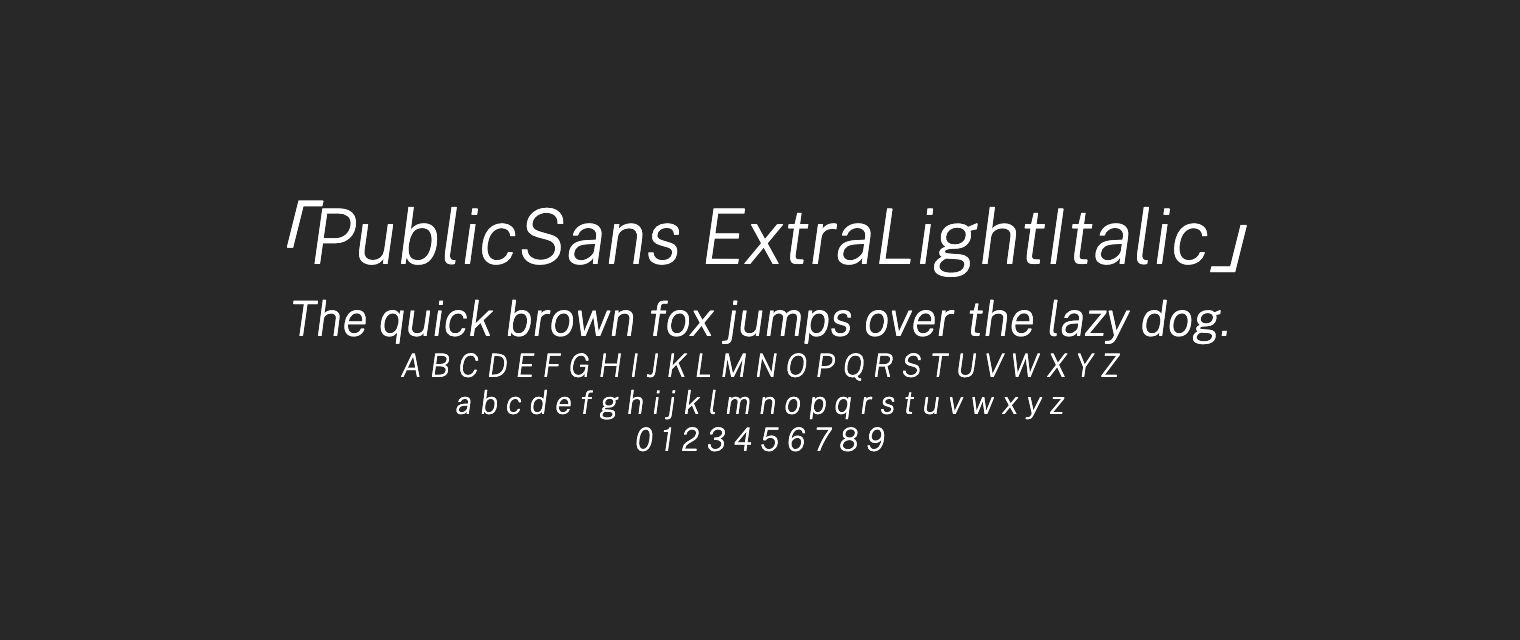 「PublicSans ExtraLightItalic」
The quick brown fox jumps over the lazy dog.
A B C D E F G H I J K L M N O P Q R S T U V W X Y Z
a b c d e f g h i j k l m n o p q r s t u v w x y z
0 1 2 3 4 5 6 7 8 9